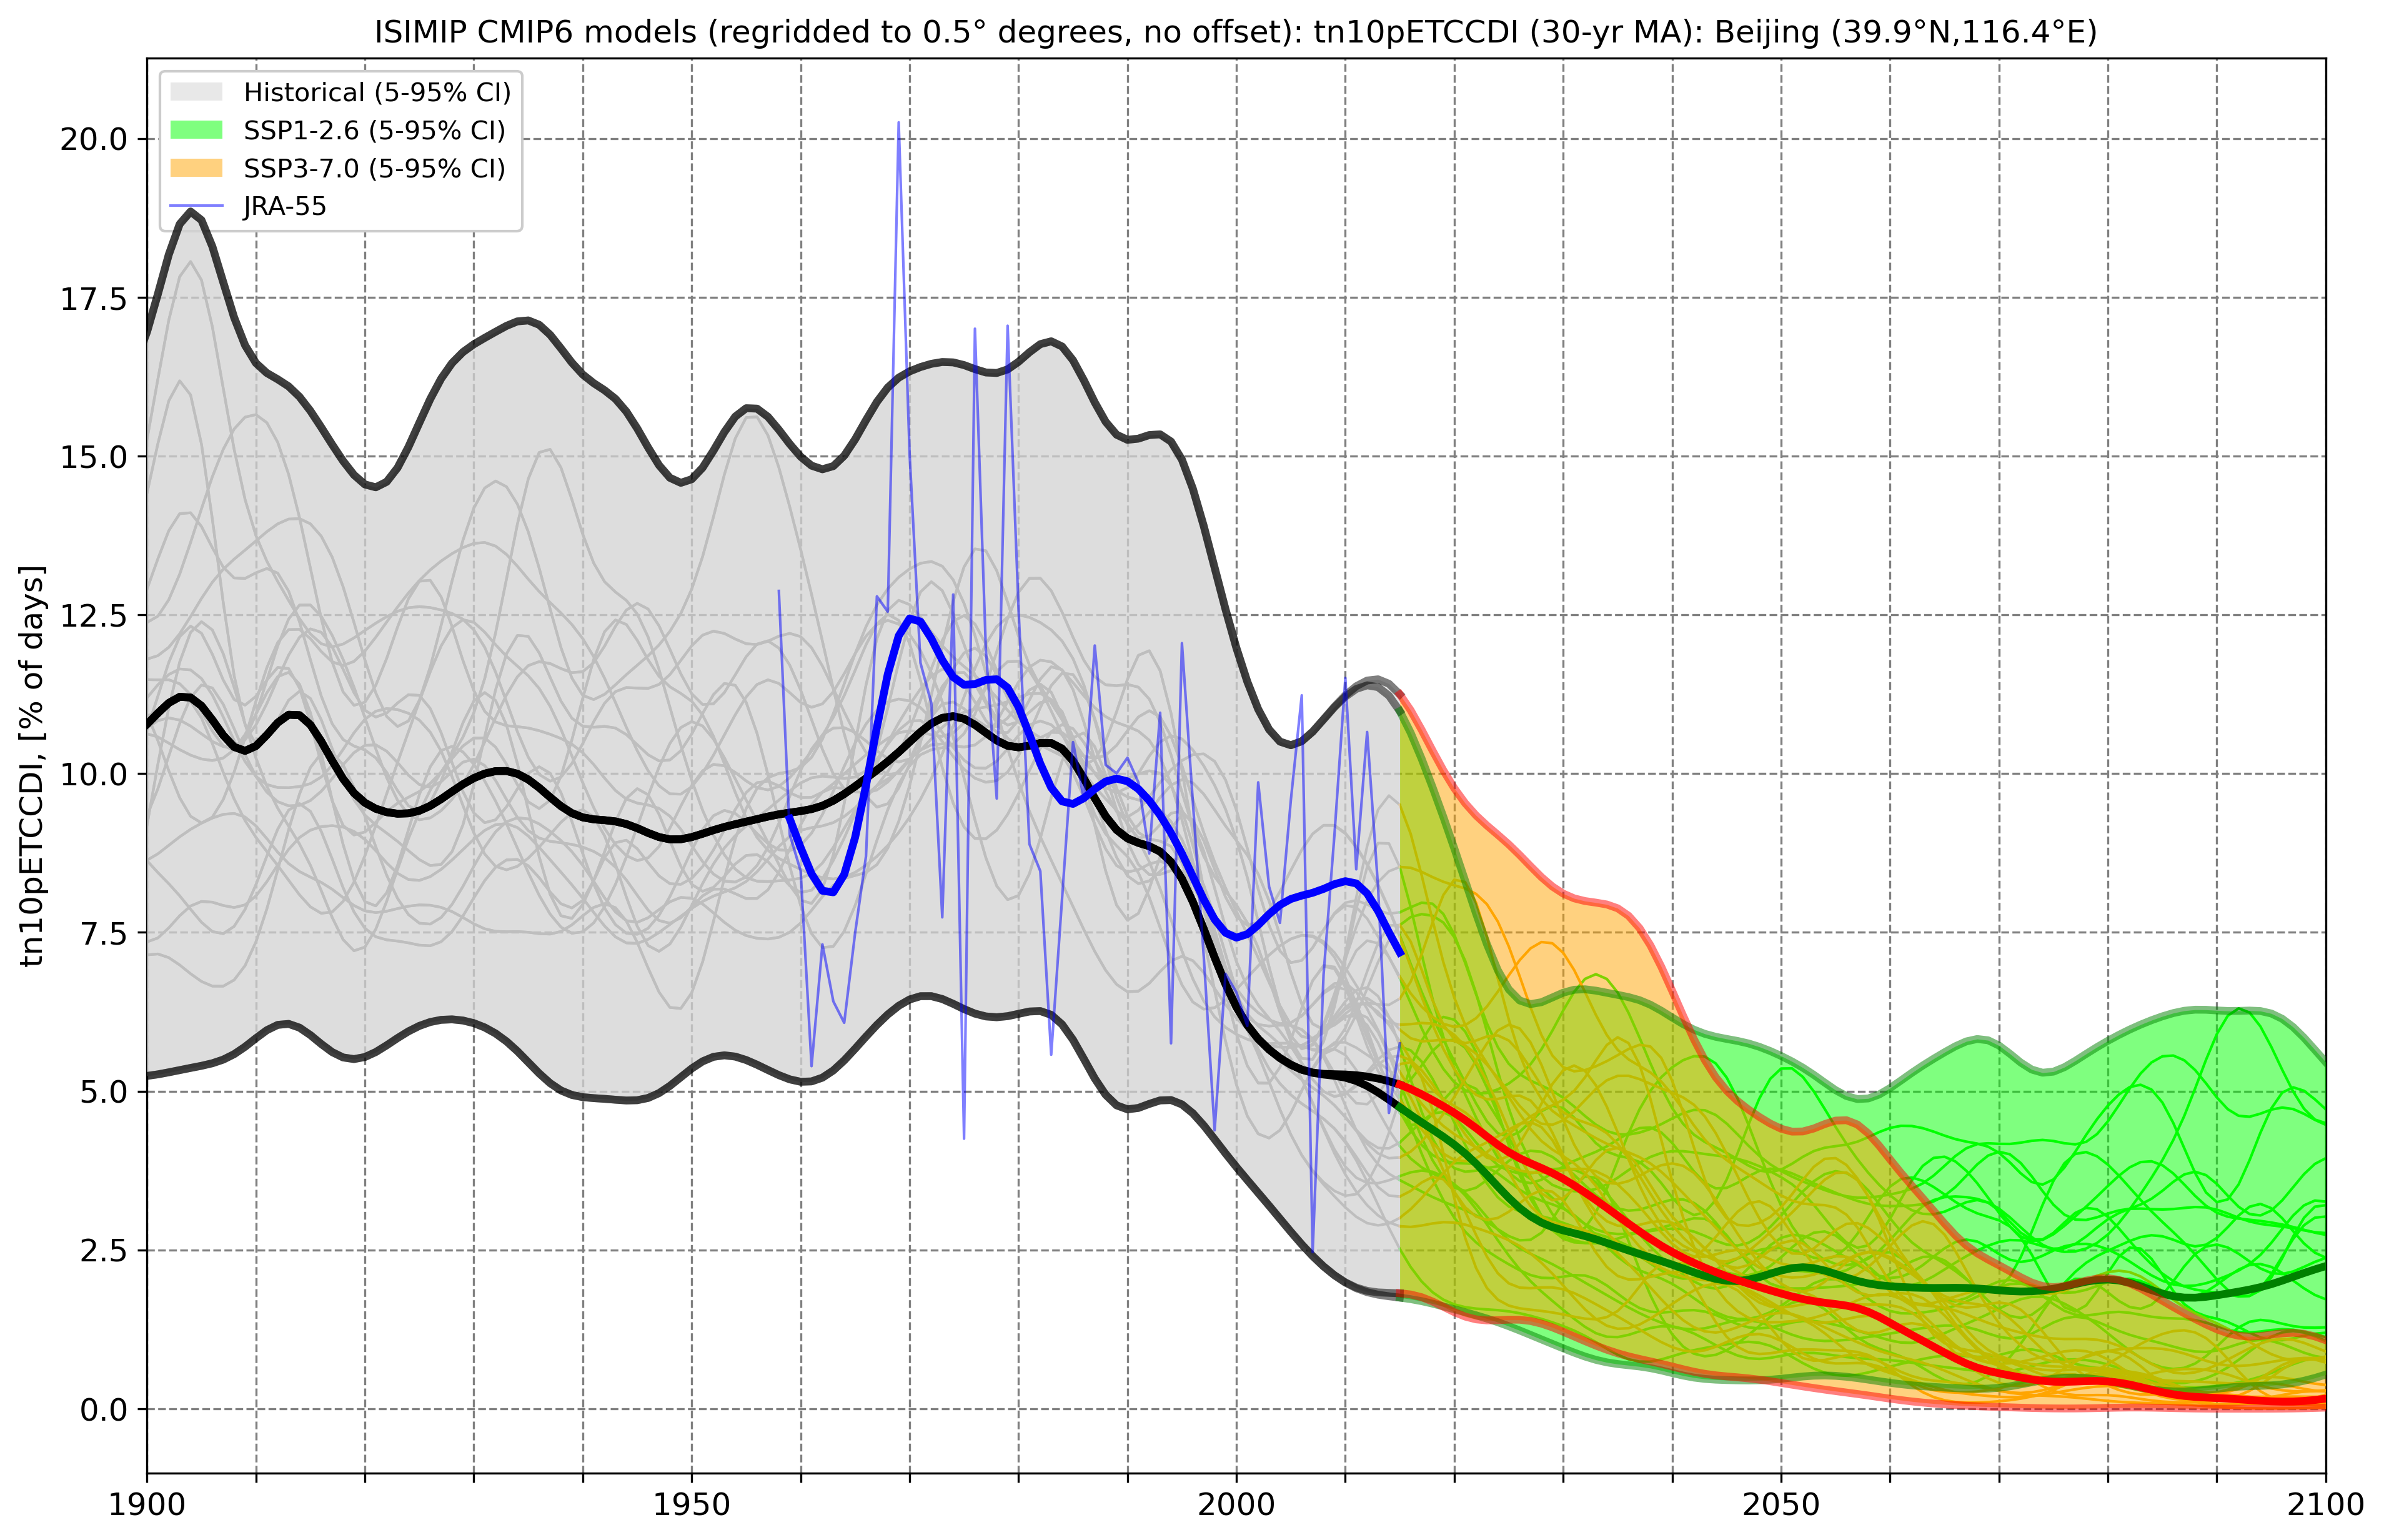 ISIMIP CMIP6 models (regridded to 0.5° degrees, no offset): tn10pETCCDI (30-yr MA): Beijing (39.9°N,116.4°E)
Historical (5-95% CI)
SSP1-2.6 (5-95% CI)
SSP3-7.0 (5-95% CI)
JRA-55
tn10pETCCDI, [% of days]
20.0
17.5
15.0
12.5
10.0
7.5
5.0
2.5
0.0
1900
1950
2000
2050
2100